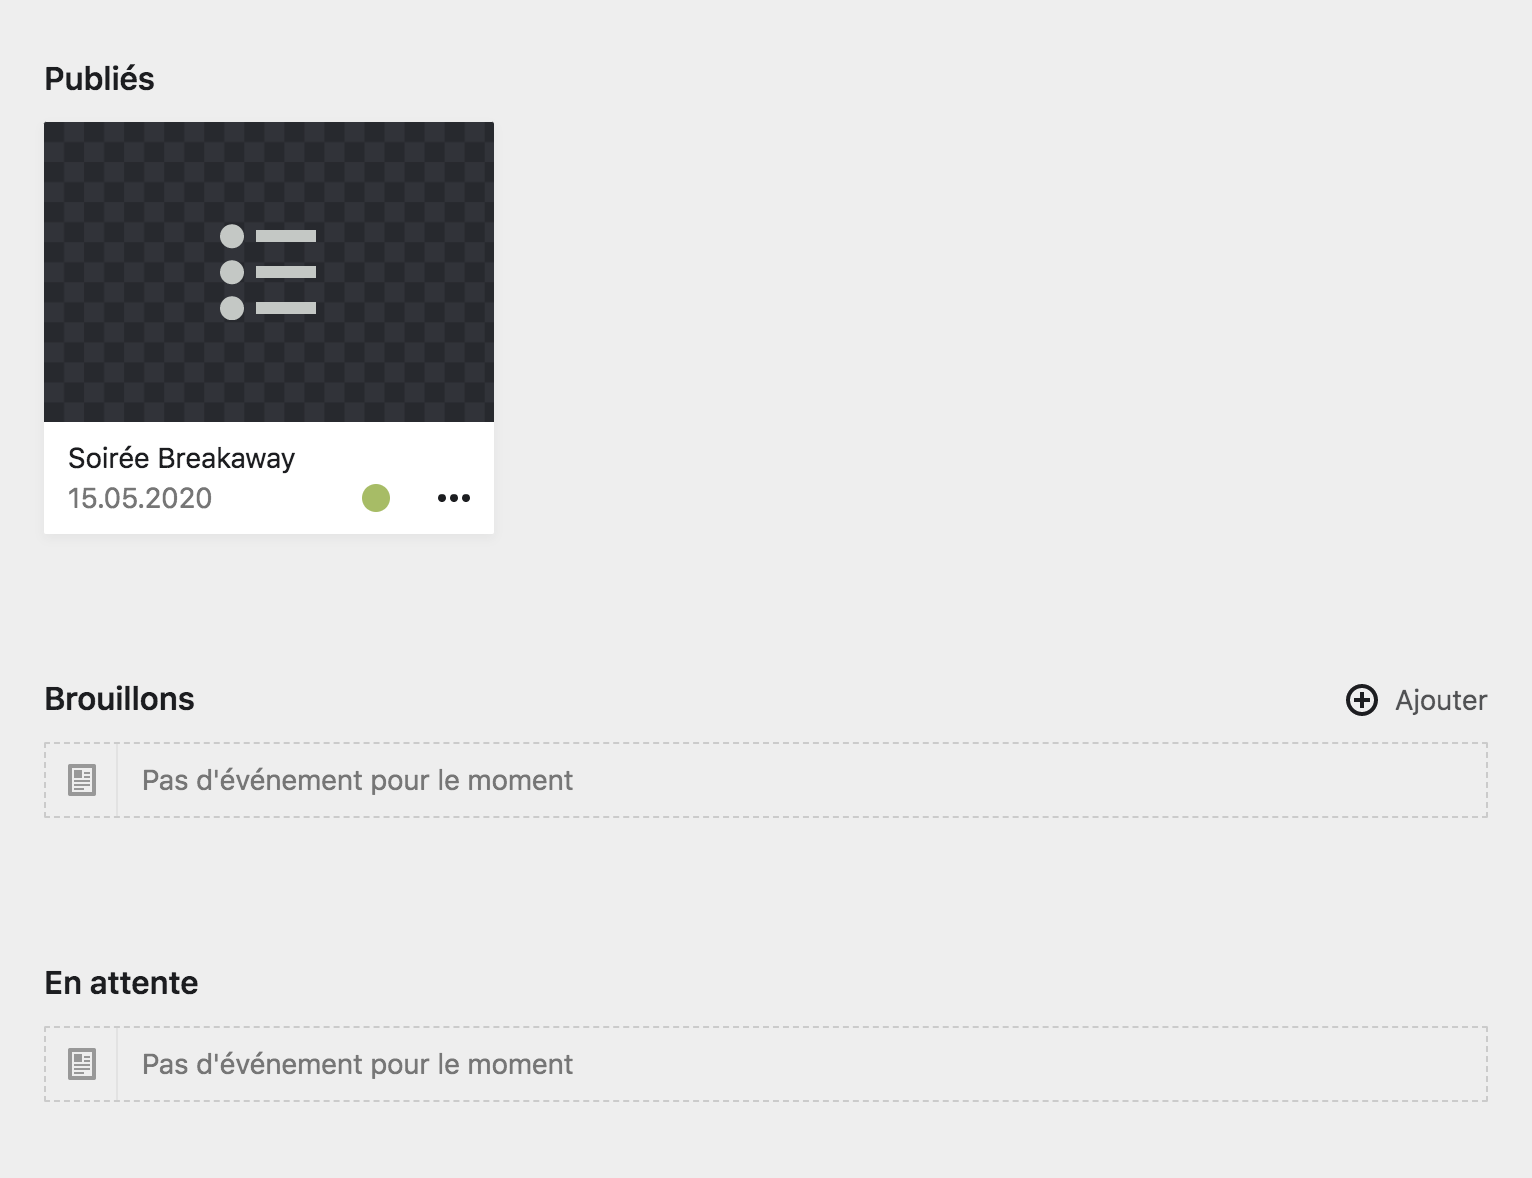 Publiés
Soirée Breakaway
15.05.2020
Brouillons
Ajouter
Pas d'événement pour le moment
En attente
Pas d'événement pour le moment